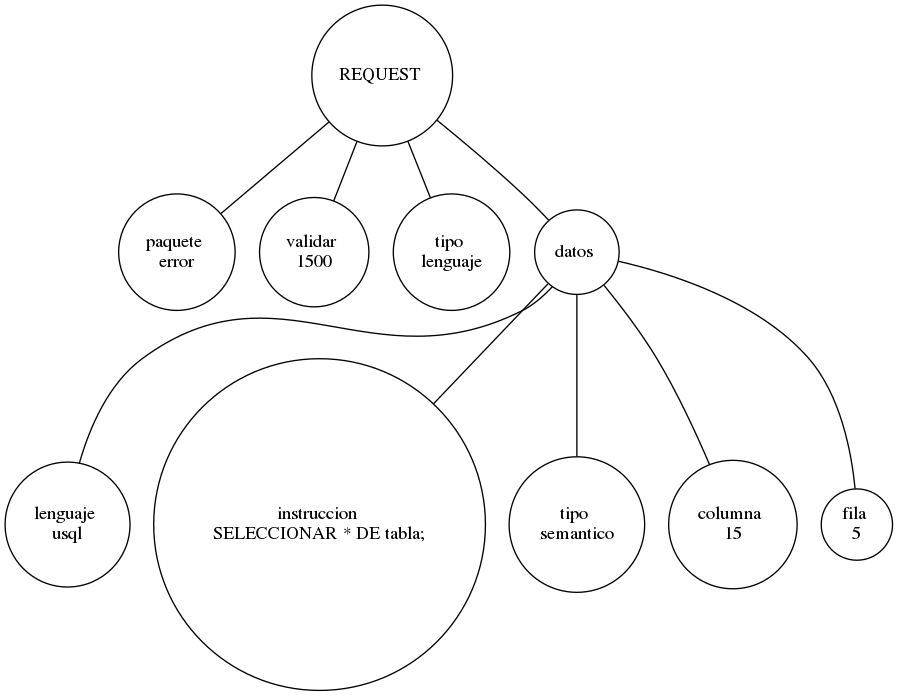 REQUEST
paquete
error
validar
1500
tipo
lenguaje
datos
lenguaje
usql
instruccion
SELECCIONAR * DE tabla;
tipo
semantico
columna
15
fila
5